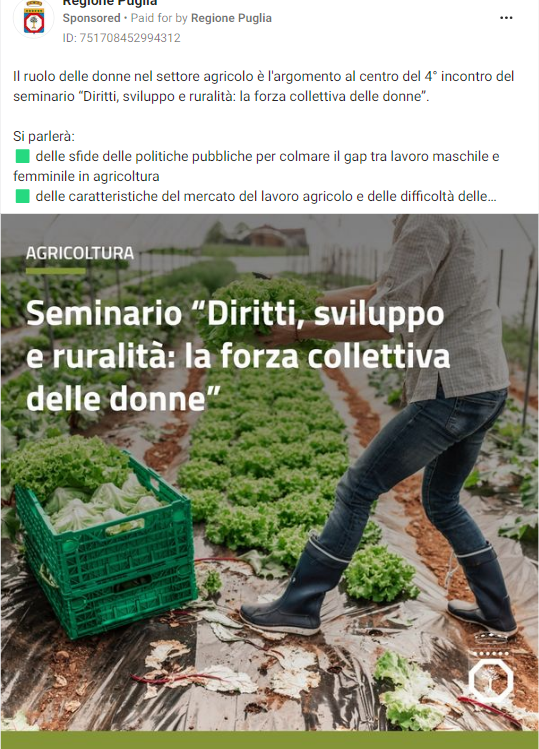 Regione Puglia
Sponsored • Paid for by Regione Puglia
ID: 751708452994312
Il ruolo delle donne nel settore agricolo è l'argomento al centro del 4° incontro del
seminario “Diritti, sviluppo e ruralità: la forza collettiva delle donne”.
Si parlerà:
🟩 delle sfide delle politiche pubbliche per colmare il gap tra lavoro maschile e
femminile in agricoltura
🟩 delle caratteristiche del mercato del lavoro agricolo e delle difficoltà delle...
AGRICOLTURA
Seminario “Diritti, sviluppo
e ruralità: la forza collettiva
delle donne”